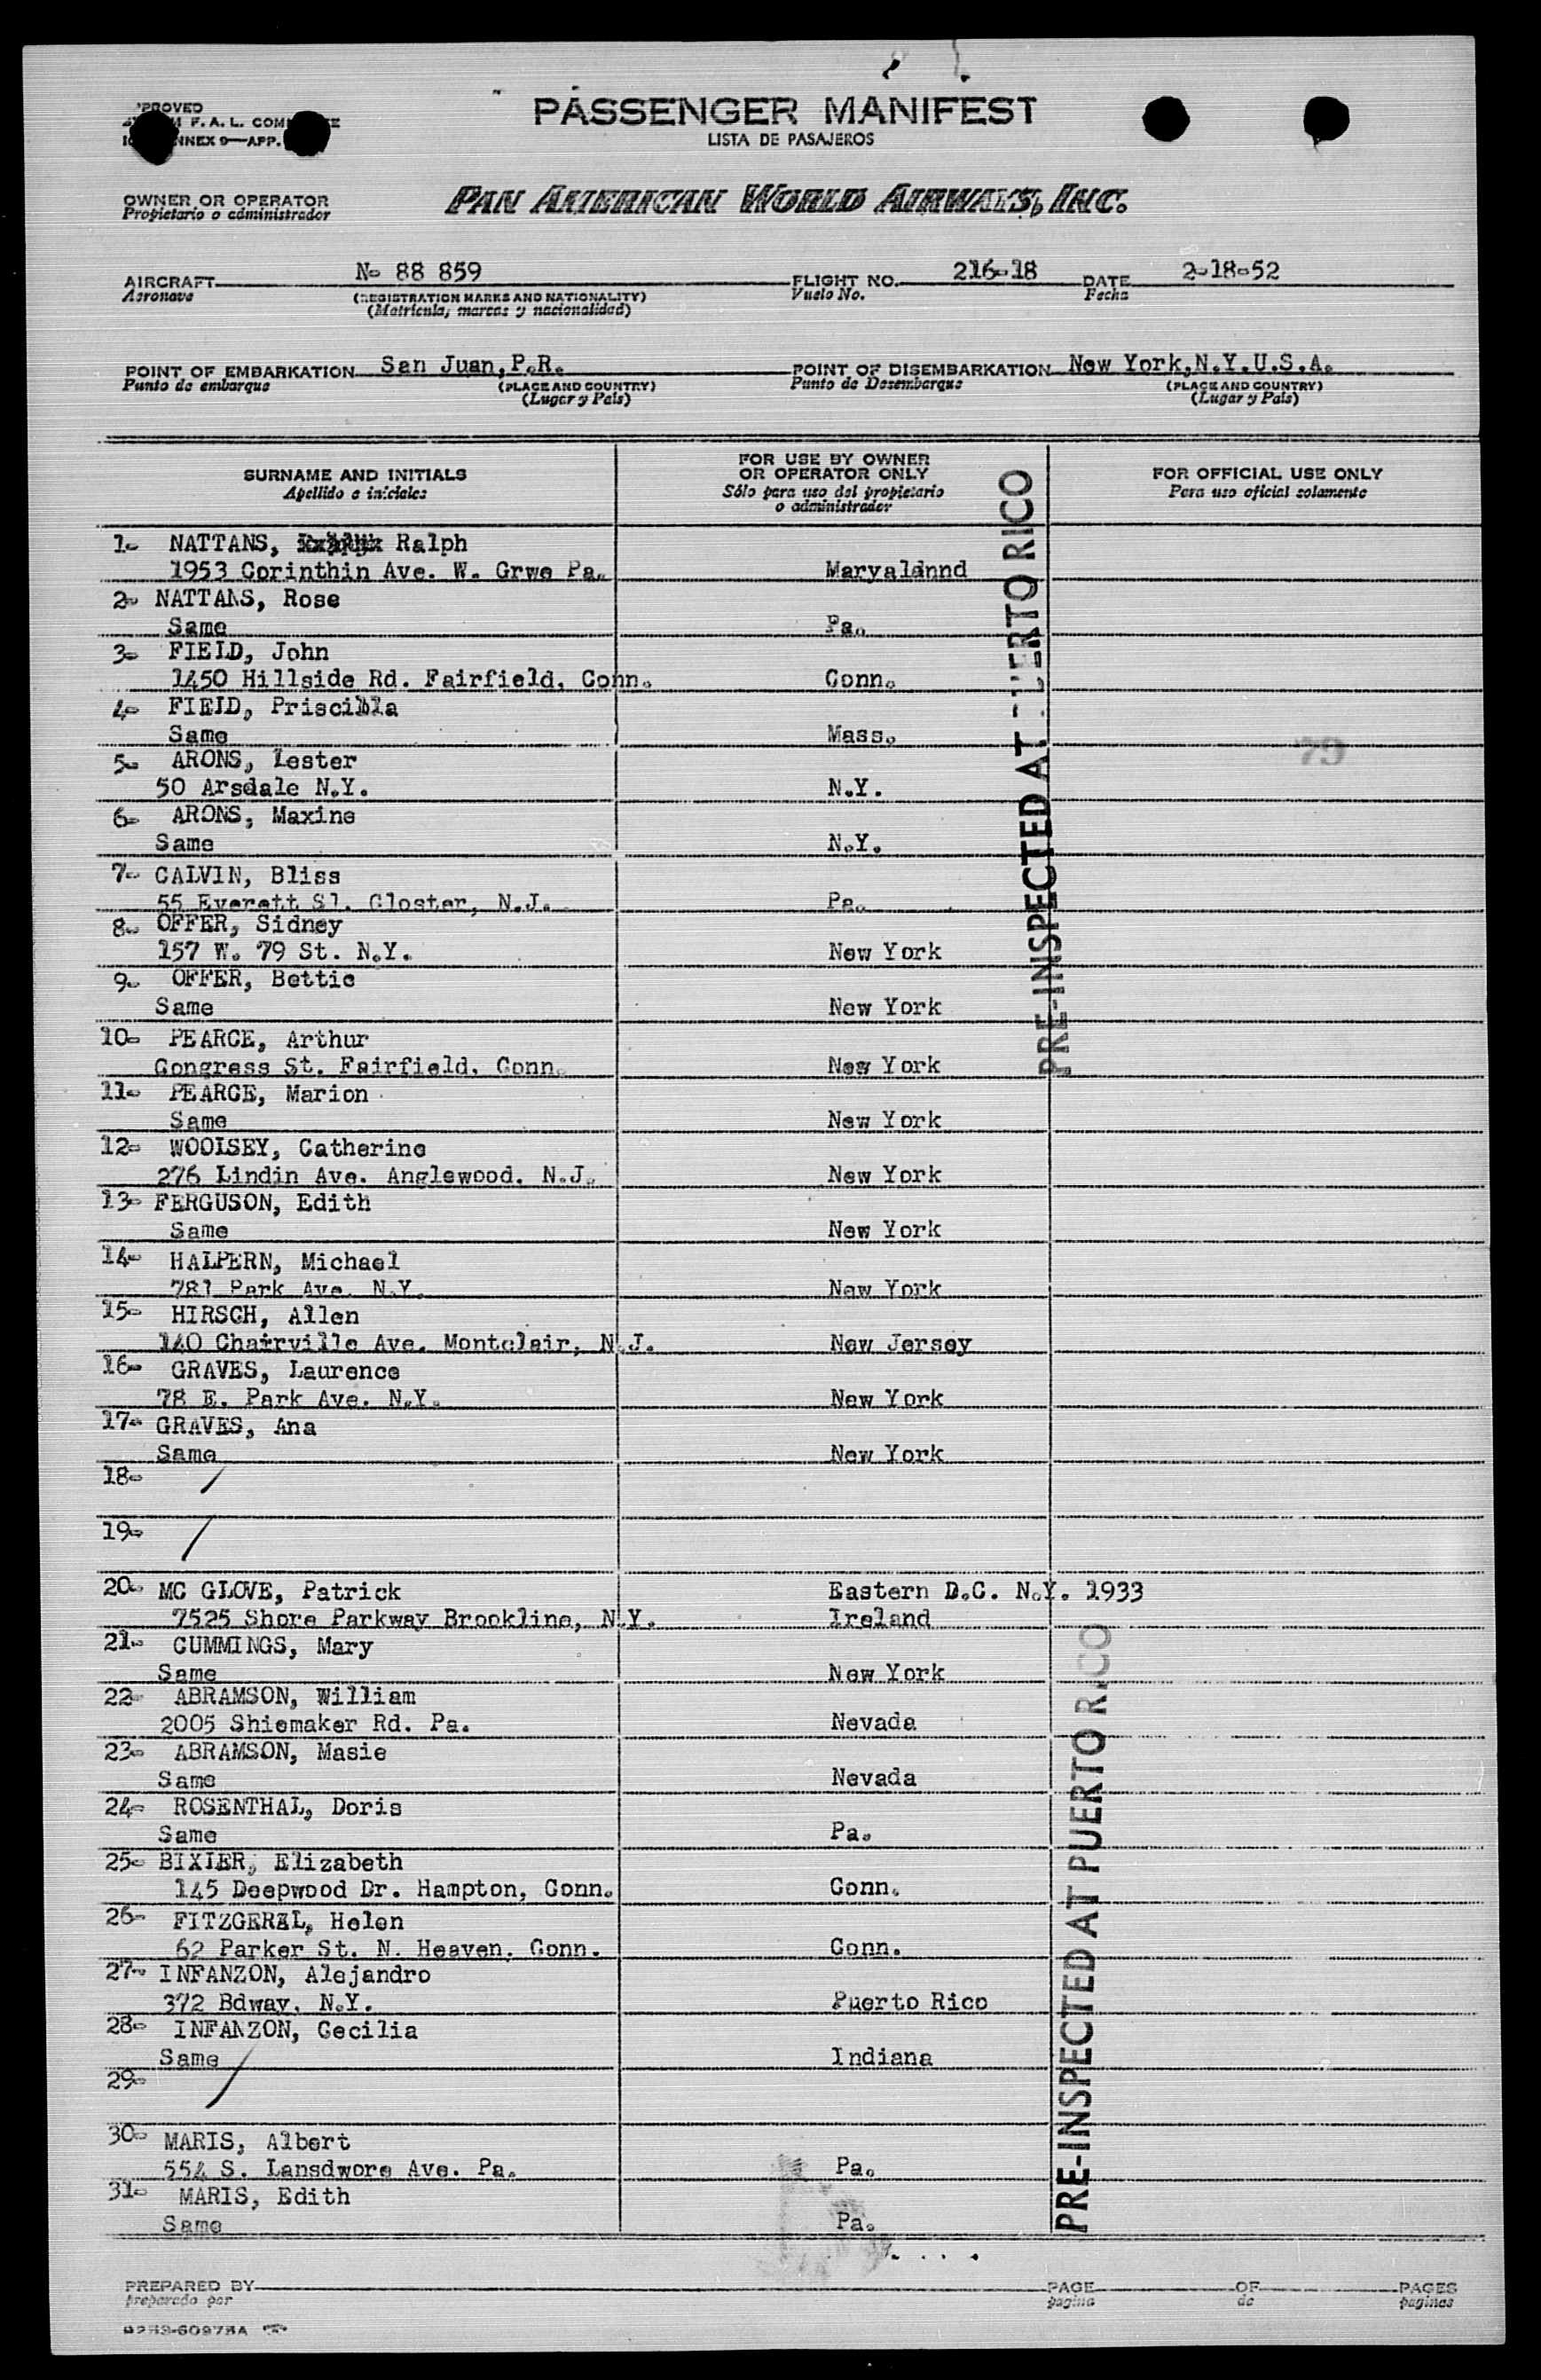 PROVED
F. A. L. COM
NNEX 9—APP.
PASSENGER MANIFEST
LISTA DE PASAJEROS
OWNER OR OPERATOR
Propietario o administrador
PAN AMERICAN WORLD AIRWAYS, INC.
AIRCRAFT No 88 859 FLIGHT NO. 216-18 DATE 2-18-52
Aeronave (REGISTRATION MARKS AND NATIONALITY) Vuelo No. Fecha
(Matrícula, marcas y nacionalidad)
POINT OF EMBARKATION San Juan, P.R. POINT OF DISEMBARKATION New York, N.Y. U.S.A.
Punto de embarque (PLACE AND COUNTRY) Punto de Desembarque (PLACE AND COUNTRY)
(Lugar y País) (Lugar y País)
SURNAME AND INITIALS FOR USE BY OWNER OR OPERATOR ONLY FOR OFFICIAL USE ONLY
Apellido e iniciales Sólo para uso del propietario o administrador Para uso oficial solamente
1- NATTANS, Ralph
1953 Corinthin Ave. W. Grwe Pa. Maryaldnnd
2- NATTANS, Rose
Same Pa.
3- FIELD, John
1450 Hillside Rd. Fairfield, Conn. Conn.
4- FIELD, Priscilla
Same Mass.
79
5- ARONS, Lester
50 Arsdale N.Y. N.Y.
6- ARONS, Maxine
Same N.Y.
7- CALVIN, Bliss
55 Everett Sl. Closter, N.J. Pa.
8- OFFER, Sidney
157 W. 79 St. N.Y. New York
9- OFFER, Bettie
Same New York
10- PEARCE, Arthur
Congress St. Fairfield, Conn. New York
11- PEARCE, Marion
Same New York
12- WOOLSEY, Catherine
276 Lindin Ave. Anglewood, N.J. New York
13- FERGUSON, Edith
Same New York
14- HALPERN, Michael
781 Park Ave. N.Y. New York
15- HIRSCH, Allen
140 Chairville Ave. Montclair, N.J. New Jersey
16- GRAVES, Laurence
78 E. Park Ave. N.Y. New York
17- GRAVES, Ana
Same New York
18- /
19- /
20- MC GLOVE, Patrick Eastern D.C. N.Y. 1933
7525 Shore Parkway Brookline, N.Y. Ireland
21- CUMMINGS, Mary
Same New York
22- ABRAMSON, William
2005 Shiemaker Rd. Pa. Nevada
23- ABRAMSON, Masie
Same Nevada
24- ROSENTHAL, Doris
Same Pa.
25- BIXLER, Elizabeth
145 Deepwood Dr. Hampton, Conn. Conn.
26- FITZGERAL, Helen
62 Parker St. N. Heaven, Conn. Conn.
27- INFANZON, Alejandro
372 Bdway, N.Y. Puerto Rico
28- INFANZON, Cecilia
Same Indiana
29- /
30- MARIS, Albert
554 S. Lansdwore Ave. Pa. Pa.
31- MARIS, Edith
Same Pa.
PRE-INSPECTED AT PUERTO RICO
PRE-INSPECTED AT PUERTO RICO
PREPARED BY PAGE OF PAGES
preparado por pagina de paginas